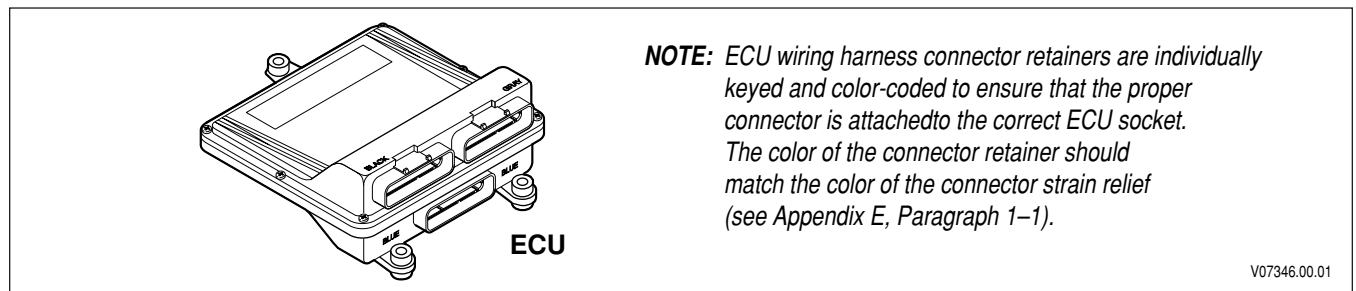 GRAY
BLACK
BLUE
BLUE
ECU
NOTE: ECU wiring harness connector retainers are individually
keyed and color-coded to ensure that the proper
connector is attachedto the correct ECU socket.
The color of the connector retainer should
match the color of the connector strain relief
(see Appendix E, Paragraph 1–1).
V07346.00.01